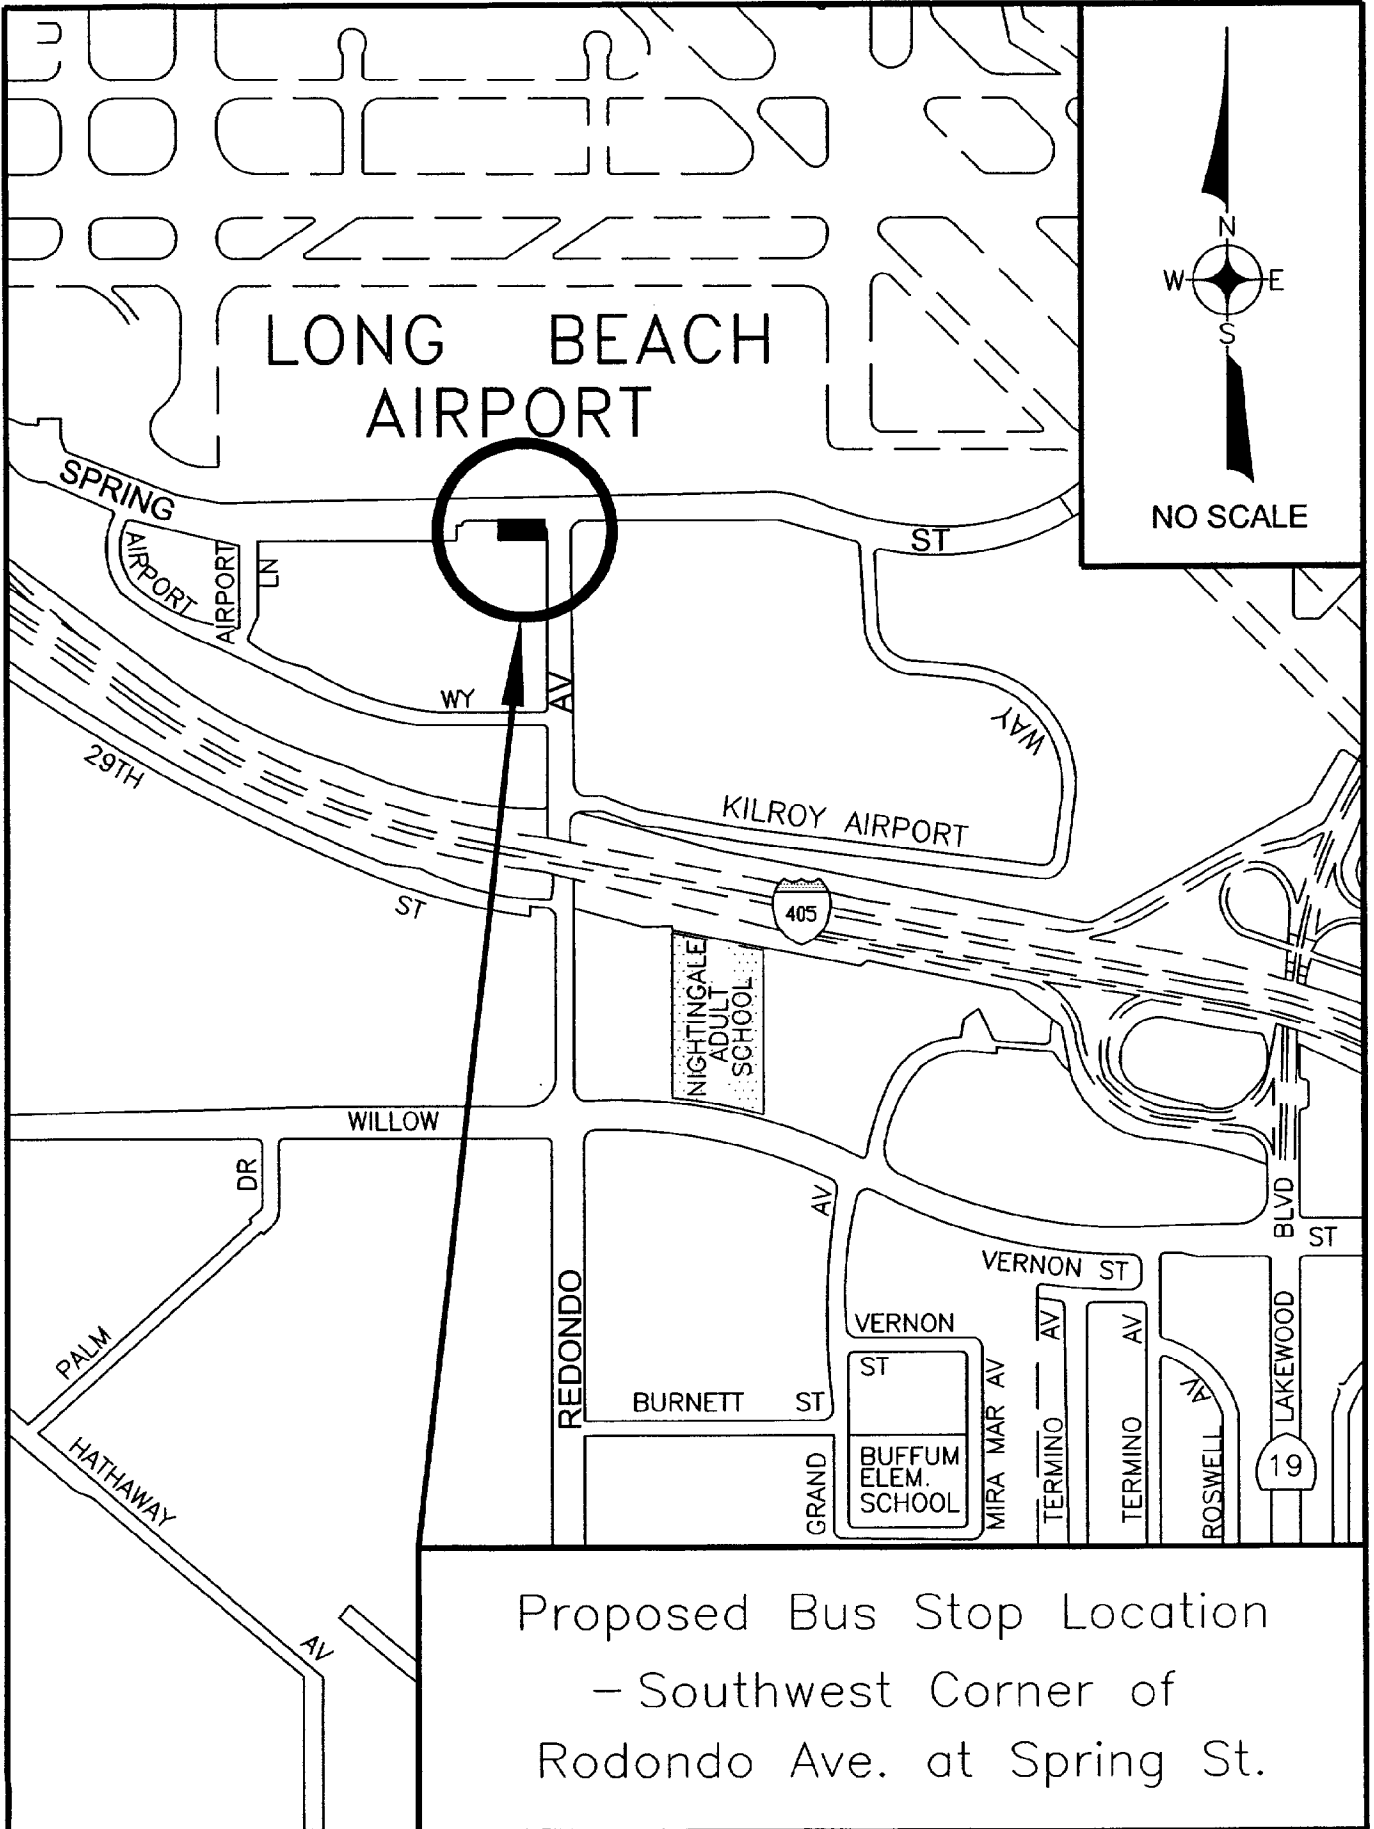 N
W E
S
NO SCALE
LONG BEACH
AIRPORT
SPRING
ST
AIRPORT
AIRPORT
LN
WY
AV
WAY
29TH
ST
KILROY AIRPORT
405
NIGHTINGALE
ADULT
SCHOOL
WILLOW
DR
AV
BLVD
ST
VERNON ST
PALM
REDONDO
VERNON
ST
AV
AV
AV
LAKEWOOD
BURNETT ST
MIRA MAR AV
HATHAWAY
GRAND
BUFFUM
ELEM.
SCHOOL
TERMINO
TERMINO
ROSWELL
19
AV
Proposed Bus Stop Location
- Southwest Corner of
Rodondo Ave. at Spring St.